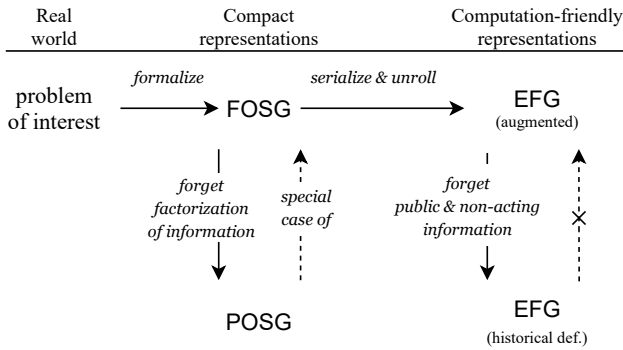 Real
world
Compact
representations
Computation-friendly
representations
problem
of interest
formalize
FOSG
serialize & unroll
EFG
(augmented)
forget
factorization
of information
special
case of
forget
public & non-acting
information
POSG
EFG
(historical def.)